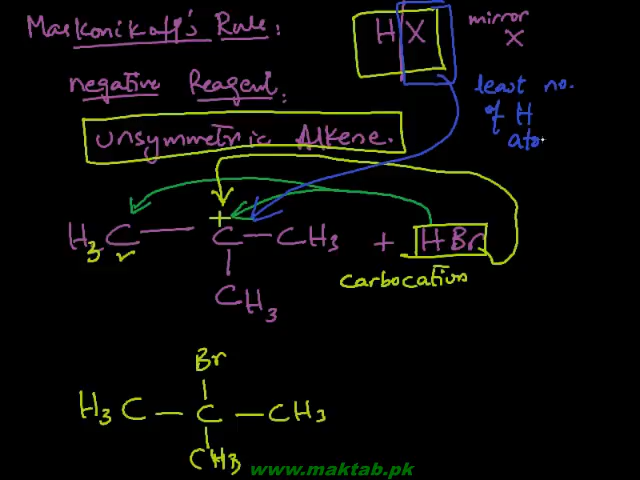 Markonikoff's Rule:
HX
mirror
X
negative Reagent:
least no.
of H
ato
unsymmetric Alkene.
+
H3C — C — CH3 + HBr
CH3
carbocation
Br
H3C — C — CH3
CH3
www.maktab.pk